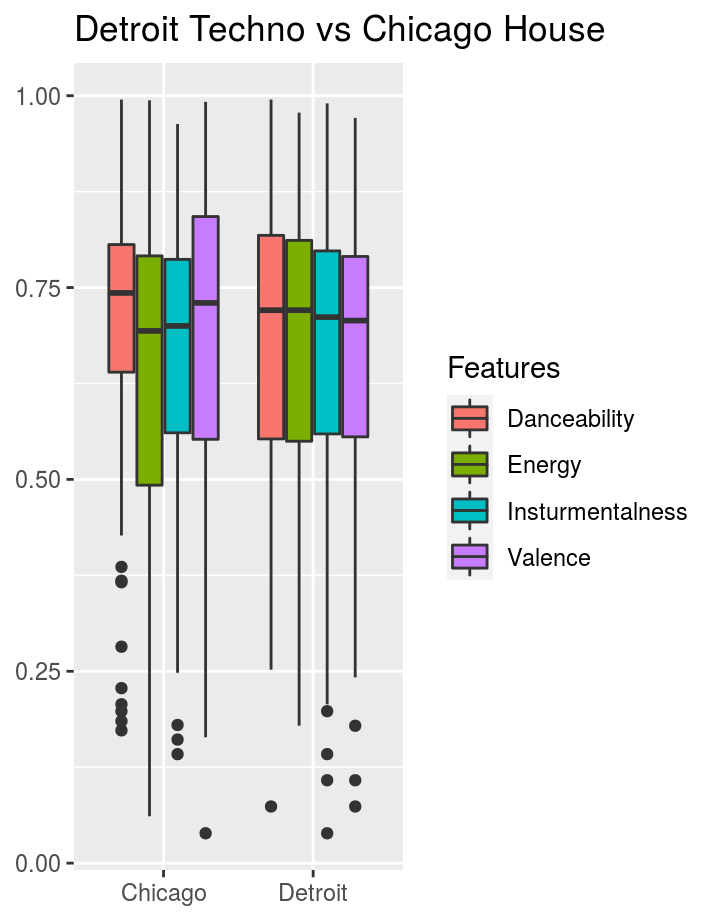 Detroit Techno vs Chicago House
1.00
0.75
0.50
0.25
0.00
Chicago
Detroit
Features
Danceability
Energy
Insturmentalness
Valence